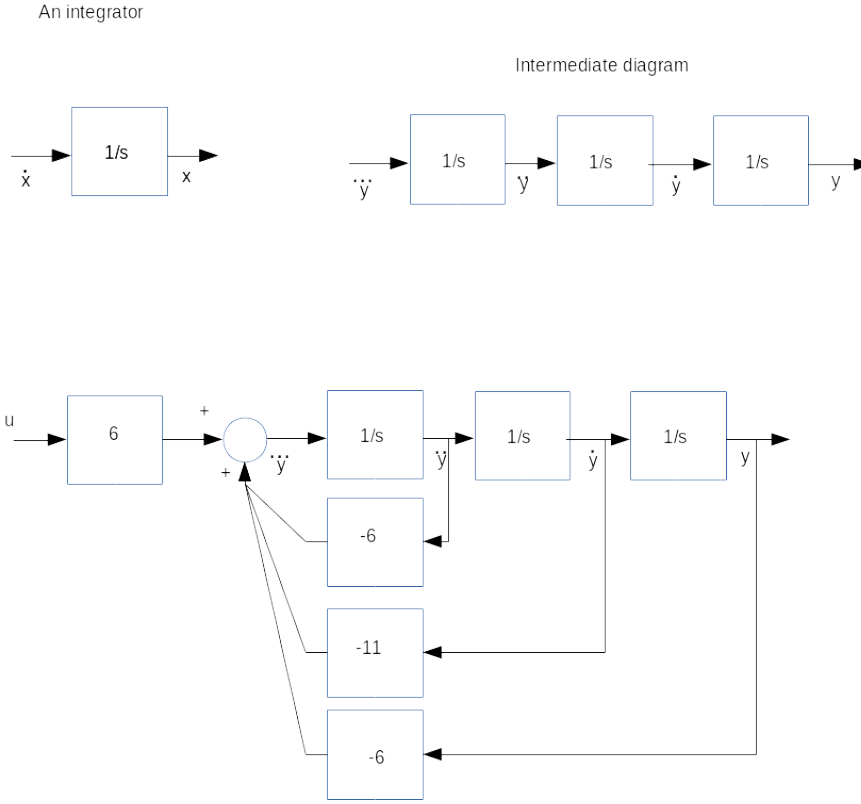 An integrator
Intermediate diagram
1/s
ẋ
x
1/s
1/s
1/s
y⃛
ÿ
ẏ
y
u
6
+
+
y⃛
1/s
ÿ
1/s
ẏ
1/s
y
-6
-11
-6